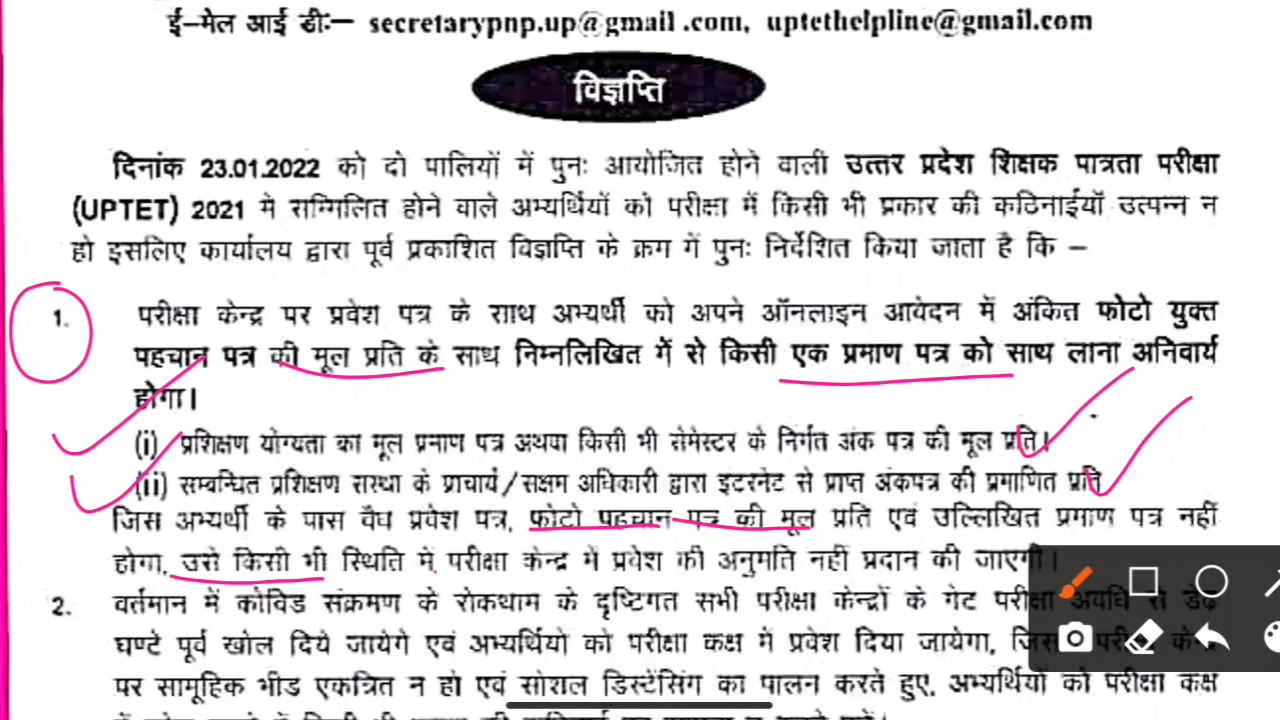 ई–मेल आई डीः— secretarypnp.up@gmail .com, uptethelpline@gmail.com
विज्ञप्ति
दिनांक 23.01.2022 को दो पालियों में पुनः आयोजित होने वाली उत्तर प्रदेश शिक्षक पात्रता परीक्षा
(UPTET) 2021 मे सम्मिलित होने वाले अभ्यर्थियों को परीक्षा में किसी भी प्रकार की कठिनाईयॉ उत्पन्न न
हो इसलिए कार्यालय द्वारा पूर्व प्रकाशित विज्ञप्ति के क्रम में पुनः निर्देशित किया जाता है कि –
1. परीक्षा केन्द्र पर प्रवेश पत्र के साथ अभ्यर्थी को अपने ऑनलाइन आवेदन में अंकित फोटो युक्त
पहचान पत्र की मूल प्रति के साथ निम्नलिखित में से किसी एक प्रमाण पत्र को साथ लाना अनिवार्य
होगा।
(i) प्रशिक्षण योग्यता का मूल प्रमाण पत्र अथवा किसी भी सेमेस्टर के निर्गत अंक पत्र की मूल प्रति।
(ii) सम्बन्धित प्रशिक्षण संस्था के प्राचार्य/सक्षम अधिकारी द्वारा इंटरनेट से प्राप्त अंकपत्र की प्रमाणित प्रति
जिस अभ्यर्थी के पास वैध प्रवेश पत्र, फोटो पहचान पत्र की मूल प्रति एवं उल्लिखित प्रमाण पत्र नहीं
होगा, उसे किसी भी स्थिति में परीक्षा केन्द्र में प्रवेश की अनुमति नहीं प्रदान की जाएगी।
2. वर्तमान में कोविड संक्रमण के रोकथाम के दृष्टिगत सभी परीक्षा केन्द्रों के गेट परीक्षा अवधि से डेढ़
घण्टे पूर्व खोल दिये जायेगे एवं अभ्यर्थियो को परीक्षा कक्ष में प्रवेश दिया जायेगा, जिस
पर सामूहिक भीड एकत्रित न हो एवं सोशल डिस्टेंसिंग का पालन करते हुए, अभ्यर्थियों को परीक्षा कक्ष